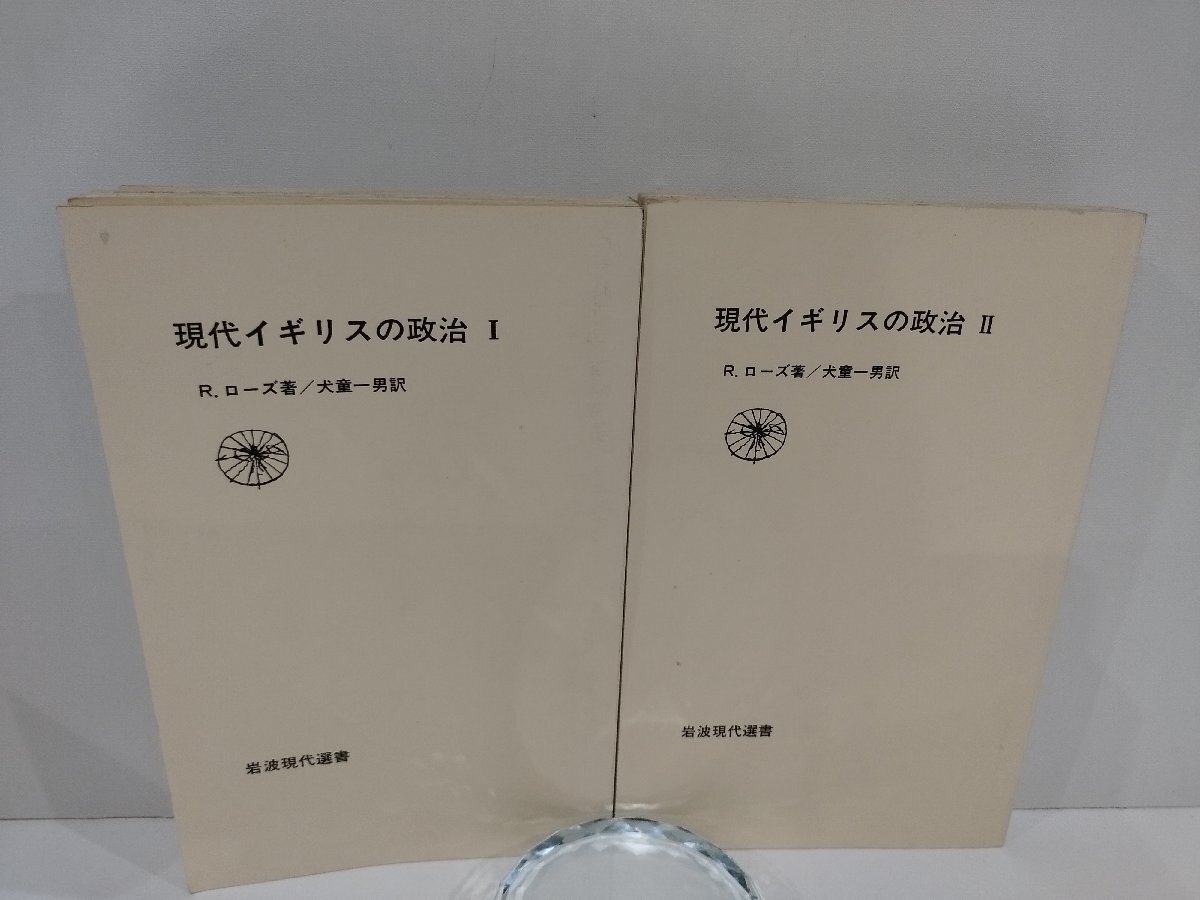 現代イギリスの政治 I
R. ローズ著／犬童一男訳
岩波現代選書
現代イギリスの政治 II
R. ローズ著／犬童一男訳
岩波現代選書